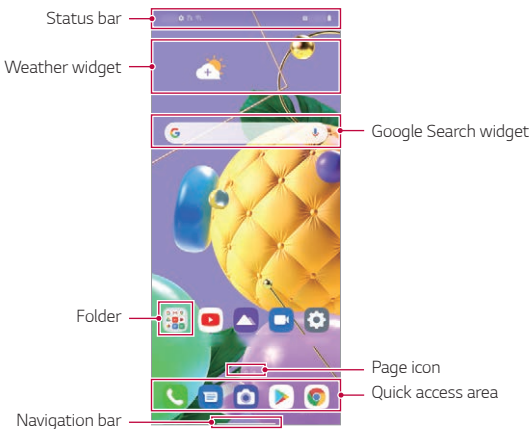 Status bar
Weather widget
Google Search widget
Folder
Page icon
Quick access area
Navigation bar